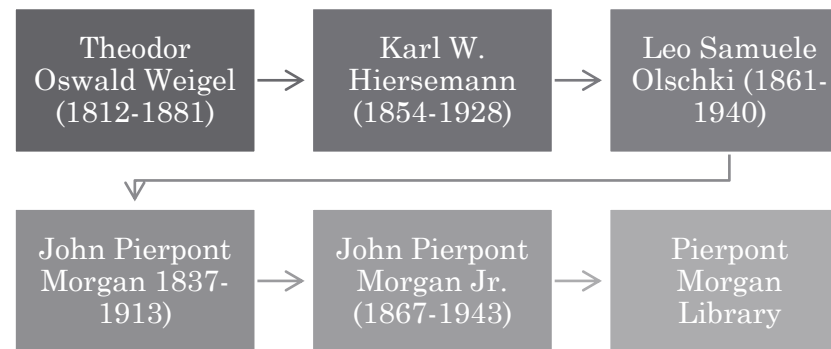 Theodor
Oswald Weigel
(1812-1881)
Karl W.
Hiersemann
(1854-1928)
Leo Samuele
Olschki (1861-
1940)
John Pierpont
Morgan 1837-
1913)
John Pierpont
Morgan Jr.
(1867-1943)
Pierpont
Morgan
Library